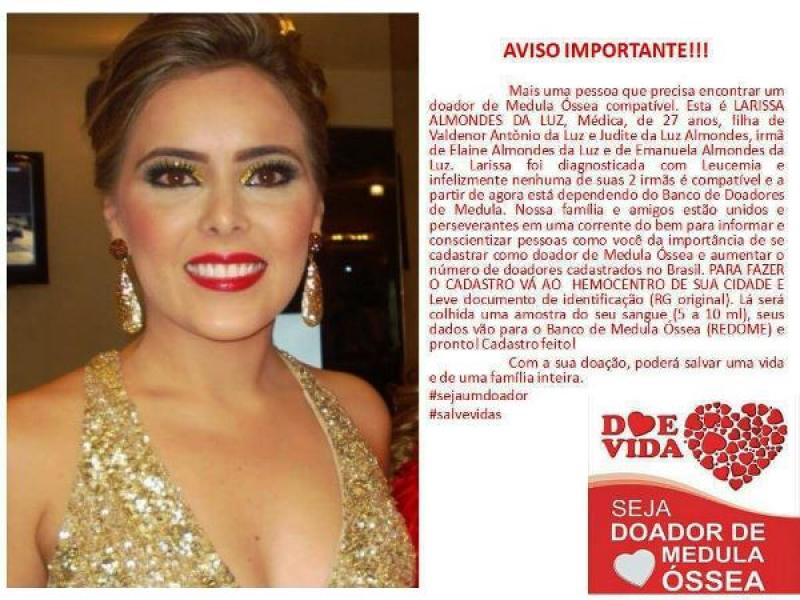 AVISO IMPORTANTE!!!
Mais uma pessoa que precisa encontrar um
doador de Medula Óssea compatível. Esta é LARISSA
ALMONDES DA LUZ, Médica, de 27 anos, filha de
Valdenor Antônio da Luz e Judite da Luz Almondes, irmã
de Elaine Almondes da Luz e de Emanuela Almondes da
Luz. Larissa foi diagnosticada com Leucemia e
infelizmente nenhuma de suas 2 irmãs é compatível e a
partir de agora está dependendo do Banco de Doadores
de Medula. Nossa família e amigos estão unidos e
perseverantes em uma corrente do bem para informar e
conscientizar pessoas como você da importância de se
cadastrar como doador de Medula Óssea e aumentar o
número de doadores cadastrados no Brasil. PARA FAZER
O CADASTRO VÁ AO HEMOCENTRO DE SUA CIDADE E
Leve documento de identificação (RG original). Lá será
colhida uma amostra do seu sangue (5 a 10 ml), seus
dados vão para o Banco de Medula Óssea (REDOME) e
pronto! Cadastro feito!
Com a sua doação, poderá salvar uma vida
e de uma família inteira.
#sejaumdoador
#salvevidas
DOE
VIDA
SEJA
DOADOR DE
MEDULA
ÓSSEA